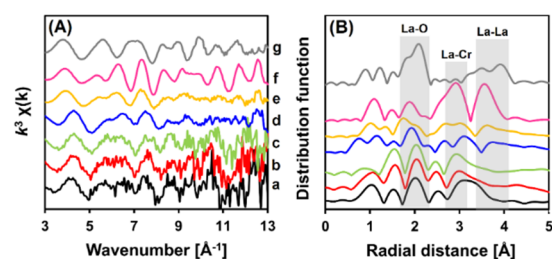 (A)
k³ χ(k)
g
f
e
d
c
b
a
3 5 7 9 11 13
Wavenumber [Å⁻¹]
(B)
La-O
La-Cr
La-La
Distribution function
0 1 2 3 4 5
Radial distance [Å]